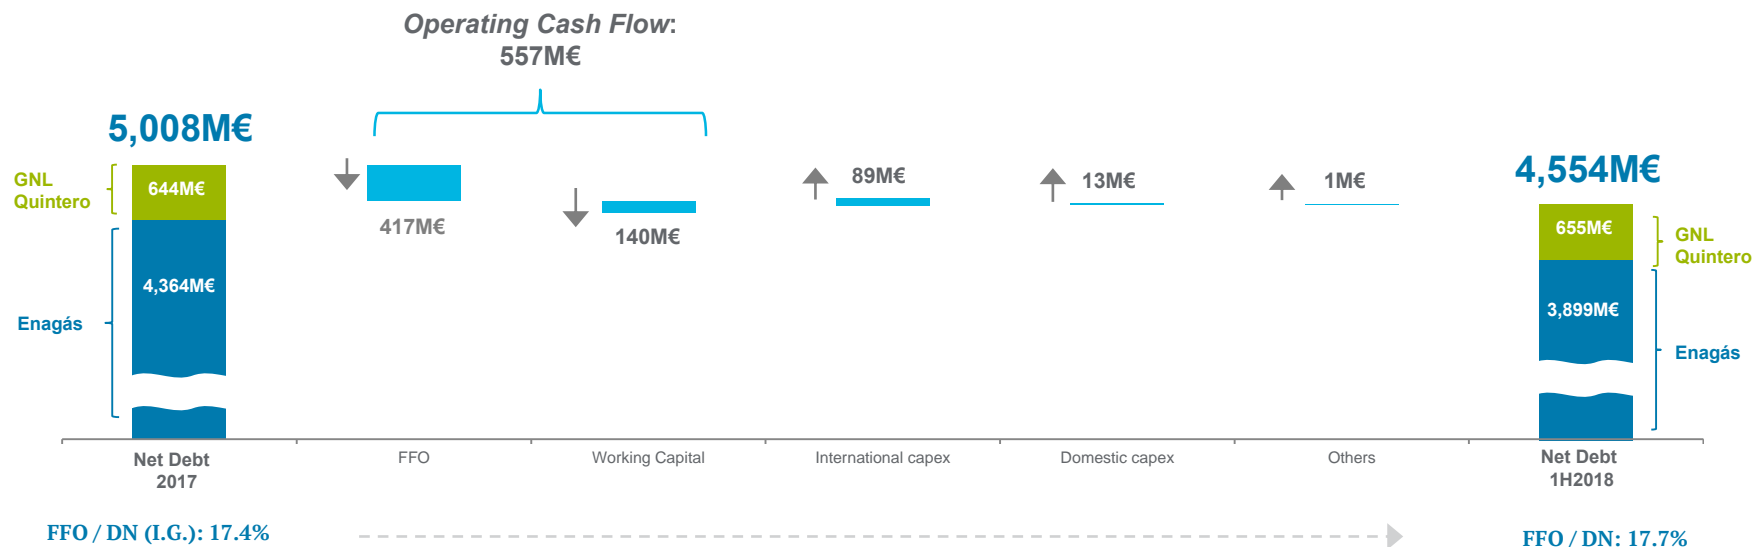 Operating Cash Flow:
557M€
5,008M€
4,554M€
GNL
Quintero
644M€
417M€
140M€
89M€
13M€
1M€
655M€
GNL
Quintero
4,364M€
Enagás
3,899M€
Enagás
Net Debt
2017
FFO
Working Capital
International capex
Domestic capex
Others
Net Debt
1H2018
FFO / DN (I.G.): 17.4%
FFO / DN: 17.7%